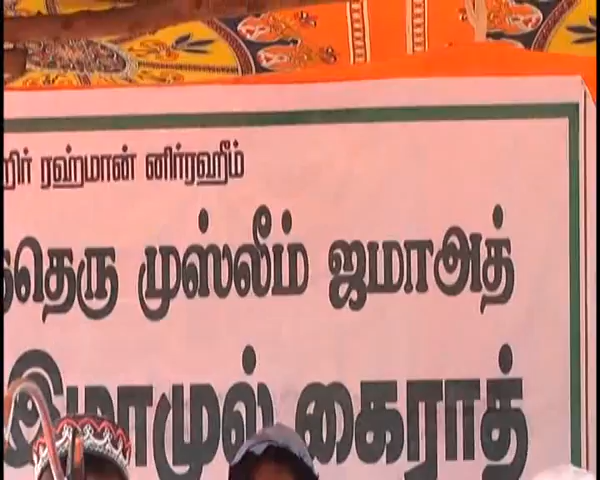 ரஹ்மான் னிர்ரஹீம்
முஸ்லீம் ஜமாஅத்
இமாமுல் கைராத்